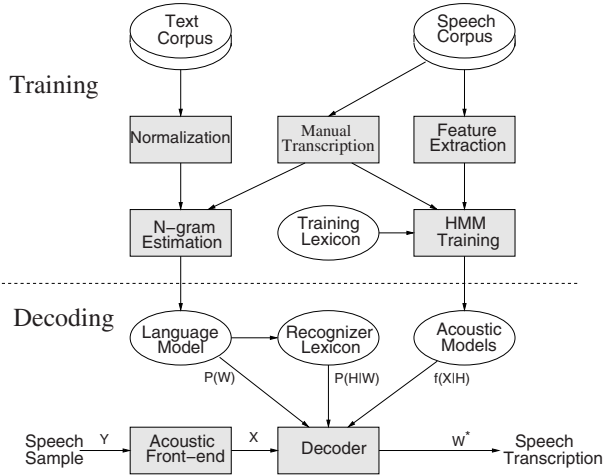 Text
Corpus
Speech
Corpus
Training
Normalization
Manual
Transcription
Feature
Extraction
N-gram
Estimation
Training
Lexicon
HMM
Training
Decoding
Language
Model
Recognizer
Lexicon
Acoustic
Models
P(W)
P(H|W)
f(X|H)
Speech
Sample
Y
Acoustic
Front-end
X
Decoder
W*
Speech
Transcription